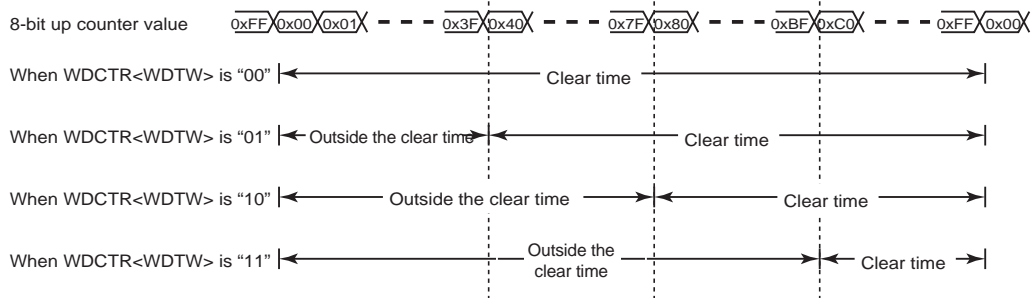 8-bit up counter value 0xFF 0x00 0x01 0x3F 0x40 0x7F 0x80 0xBF 0xC0 0xFF 0x00
When WDCTR<WDTW> is “00” Clear time
When WDCTR<WDTW> is “01” Outside the clear time Clear time
When WDCTR<WDTW> is “10” Outside the clear time Clear time
When WDCTR<WDTW> is “11” Outside the clear time Clear time